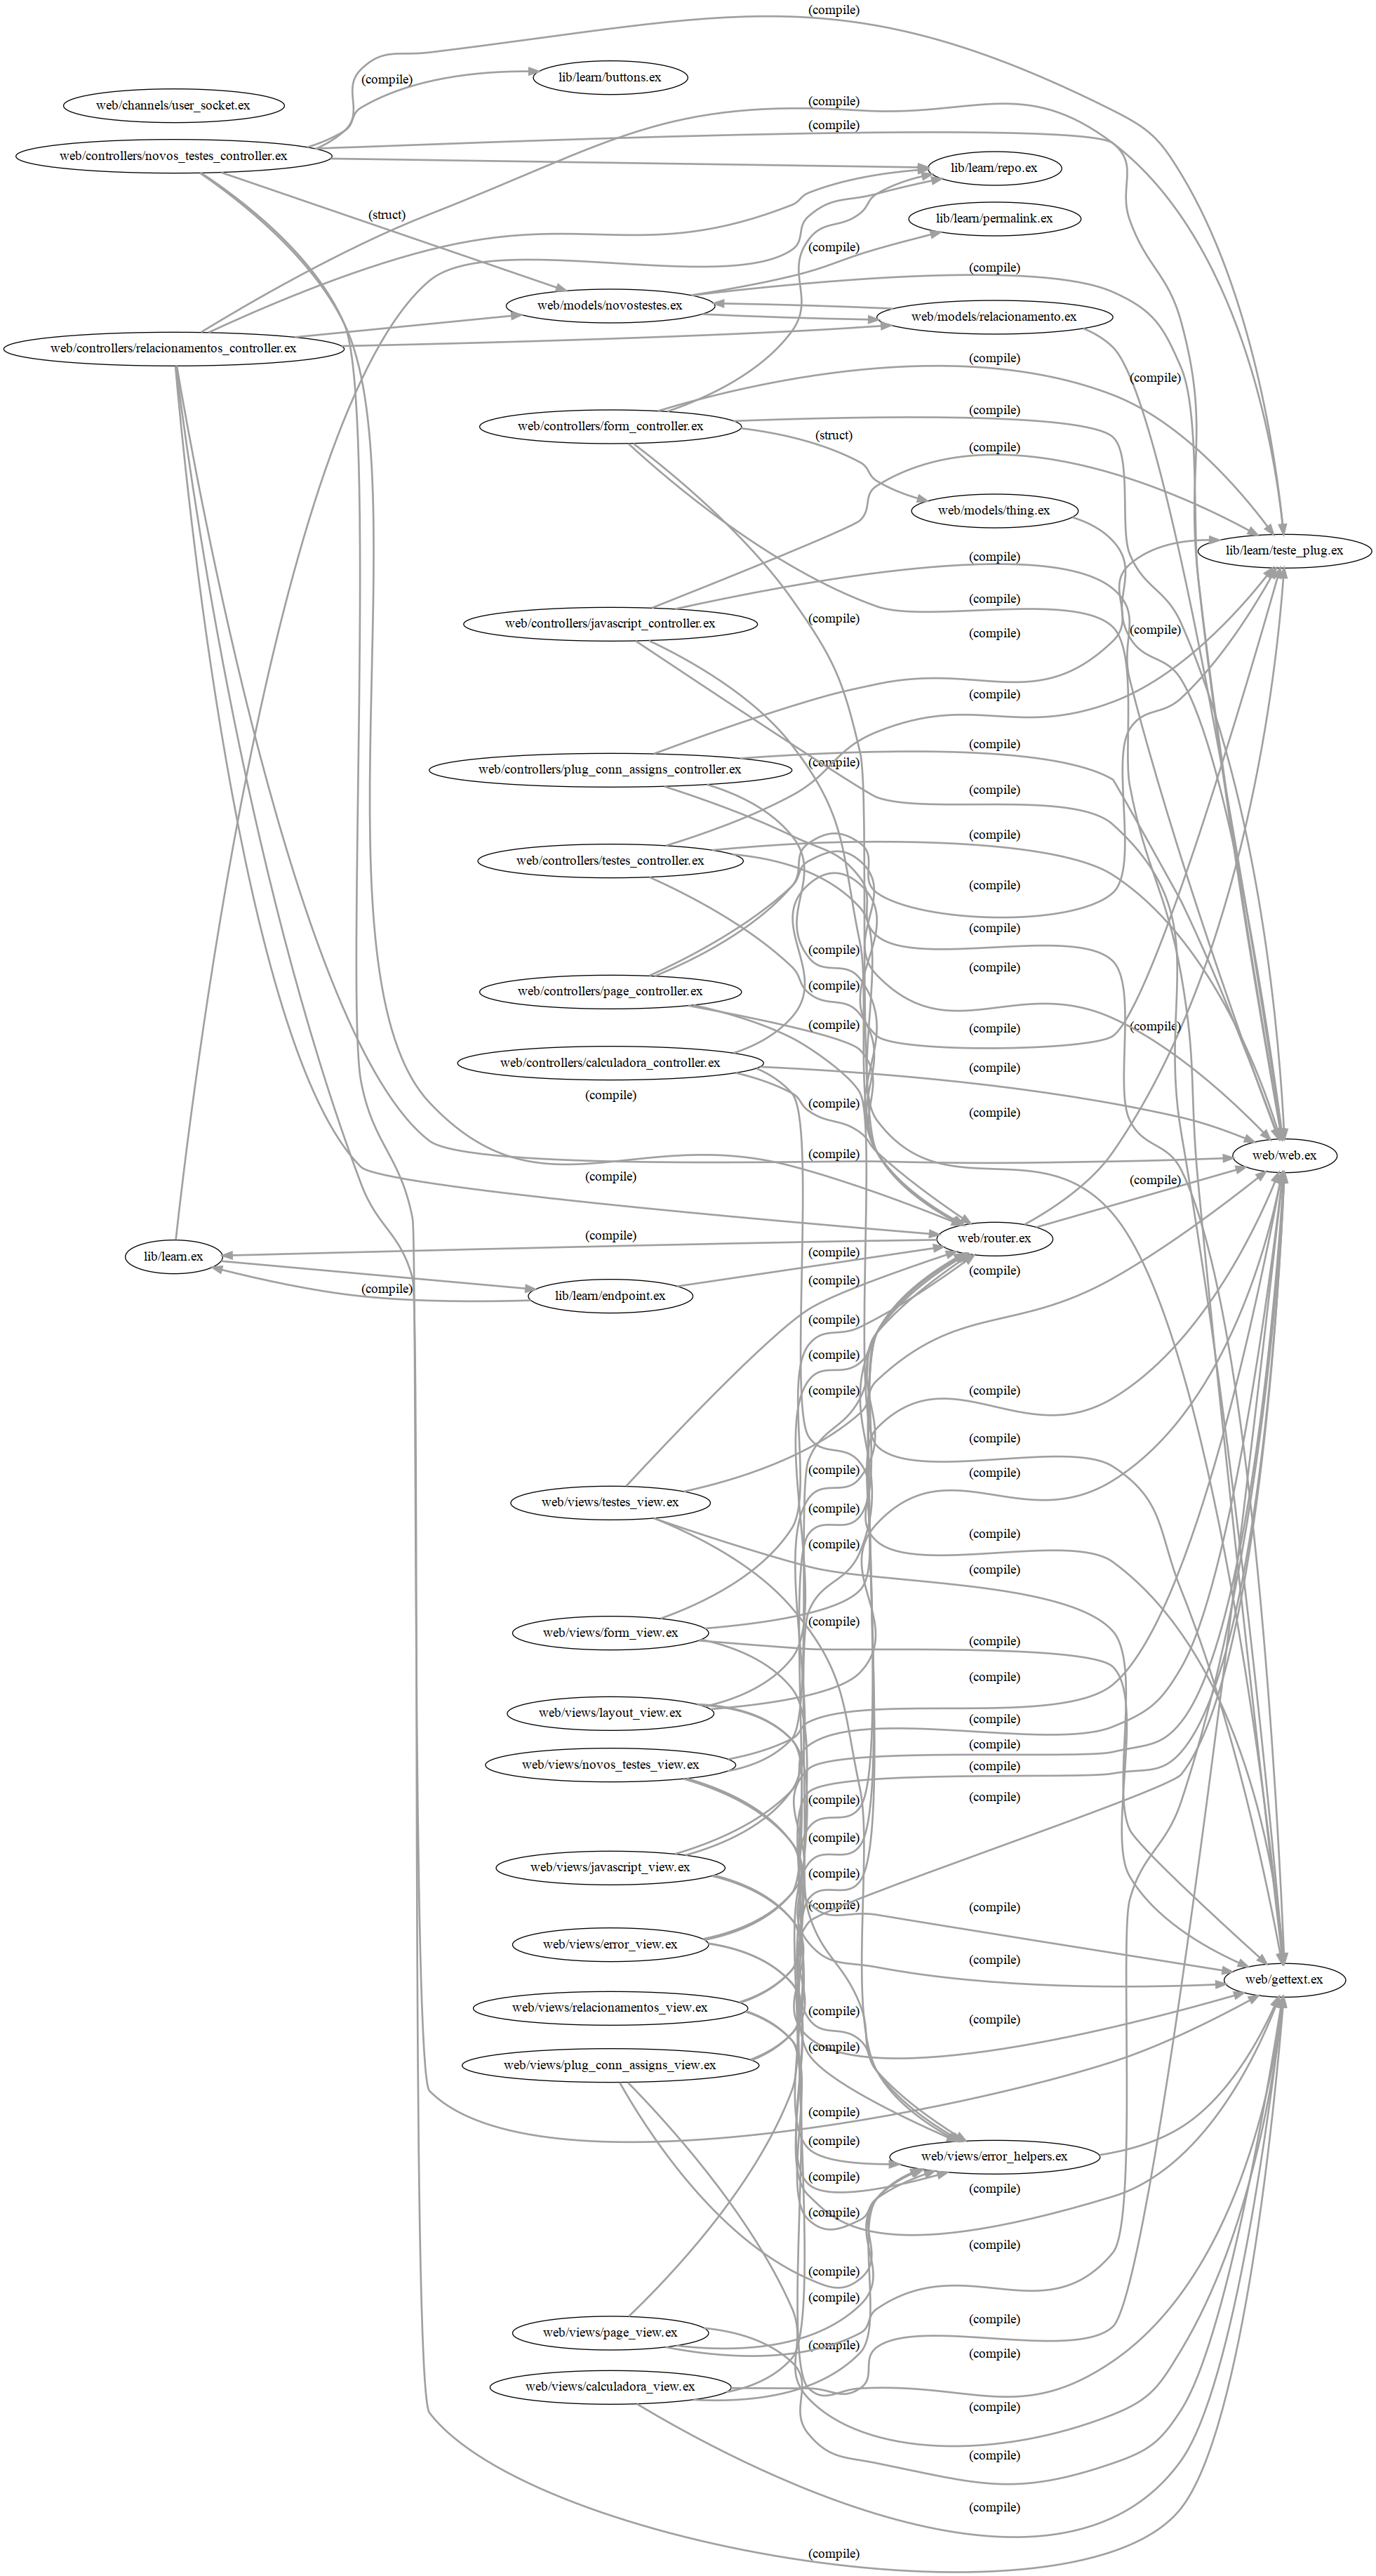 (compile)
(compile)
lib/learn/buttons.ex
web/channels/user_socket.ex
(compile)
(compile)
web/controllers/novos_testes_controller.ex
lib/learn/repo.ex
(struct)
lib/learn/permalink.ex
(compile)
(compile)
web/models/novostestes.ex
web/models/relacionamento.ex
web/controllers/relacionamentos_controller.ex
(compile)
(compile)
(compile)
web/controllers/form_controller.ex
(struct)
(compile)
web/models/thing.ex
lib/learn/teste_plug.ex
(compile)
(compile)
web/controllers/javascript_controller.ex
(compile)
(compile)
(compile)
(compile)
(compile)
web/controllers/plug_conn_assigns_controller.ex
(compile)
(compile)
(compile)
web/controllers/testes_controller.ex
(compile)
(compile)
(compile)
(compile)
web/controllers/page_controller.ex
(compile)
(compile)
(compile)
(compile)
web/controllers/calculadora_controller.ex
(compile)
(compile)
(compile)
(compile)
(compile)
web/web.ex
(compile)
(compile)
web/router.ex
(compile)
lib/learn.ex
(compile)
(compile)
(compile)
(compile)
lib/learn/endpoint.ex
(compile)
(compile)
(compile)
(compile)
(compile)
(compile)
(compile)
web/views/testes_view.ex
(compile)
(compile)
(compile)
(compile)
(compile)
web/views/form_view.ex
(compile)
(compile)
web/views/layout_view.ex
(compile)
(compile)
web/views/novos_testes_view.ex
(compile)
(compile)
(compile)
(compile)
web/views/javascript_view.ex
(compile)
(compile)
(compile)
web/views/error_view.ex
(compile)
web/gettext.ex
web/views/relacionamentos_view.ex
(compile)
(compile)
(compile)
web/views/plug_conn_assigns_view.ex
(compile)
(compile)
web/views/error_helpers.ex
(compile)
(compile)
(compile)
(compile)
(compile)
(compile)
(compile)
web/views/page_view.ex
(compile)
(compile)
web/views/calculadora_view.ex
(compile)
(compile)
(compile)
(compile)